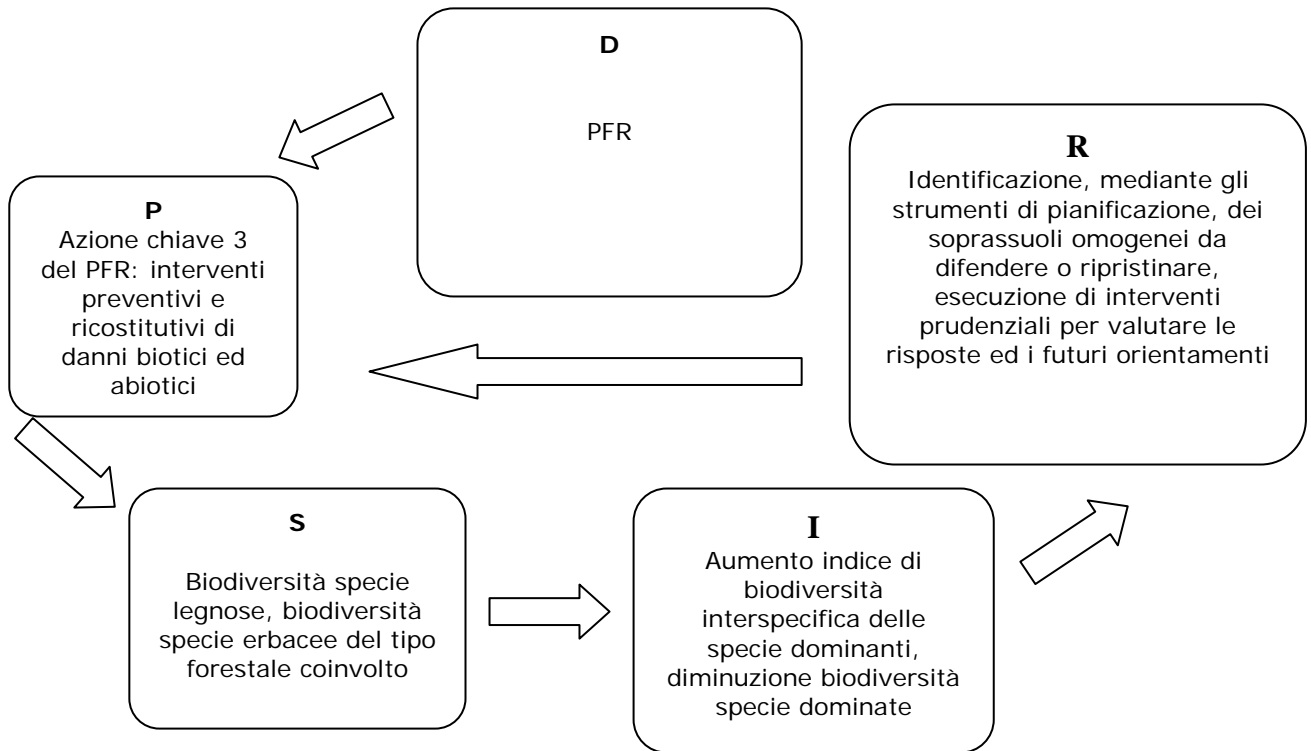 D
PFR
P
Azione chiave 3
del PFR: interventi
preventivi e
ricostitutivi di
danni biotici ed
abiotici
S
Biodiversità specie
legnose, biodiversità
specie erbacee del tipo
forestale coinvolto
I
Aumento indice di
biodiversità
interspecifica delle
specie dominanti,
diminuzione biodiversità
specie dominate
R
Identificazione, mediante gli
strumenti di pianificazione, dei
soprassuoli omogenei da
difendere o ripristinare,
esecuzione di interventi
prudenziali per valutare le
risposte ed i futuri orientamenti